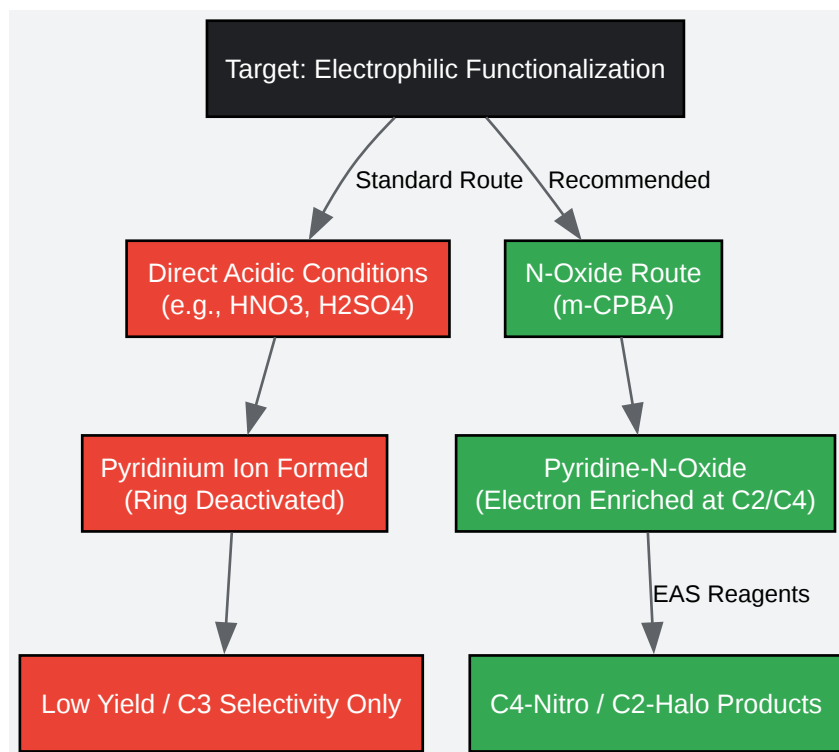 Target: Electrophilic Functionalization
Standard Route
Recommended
Direct Acidic Conditions
(e.g., HNO3, H2SO4)
N-Oxide Route
(m-CPBA)
Pyridinium Ion Formed
(Ring Deactivated)
Pyridine-N-Oxide
(Electron Enriched at C2/C4)
EAS Reagents
Low Yield / C3 Selectivity Only
C4-Nitro / C2-Halo Products